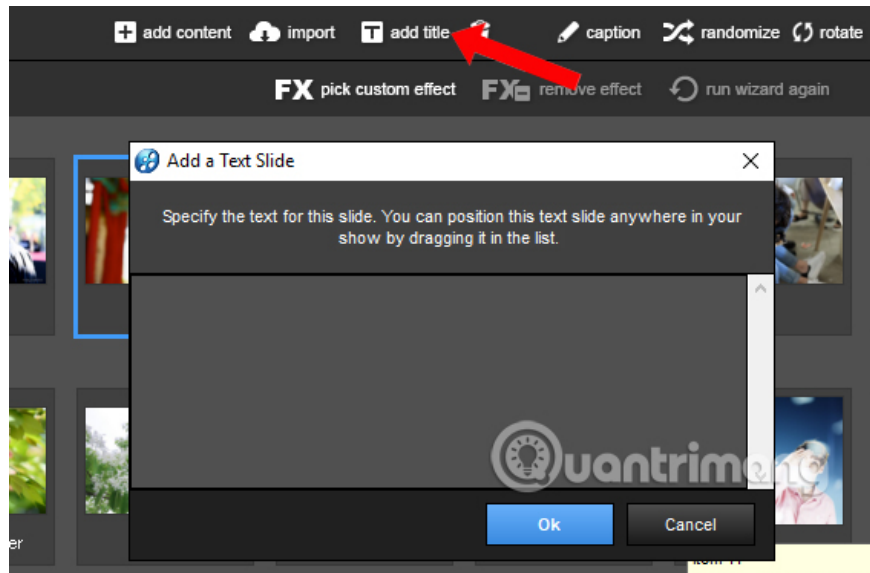 add content import add title caption randomize rotate
FX pick custom effect FX remove effect run wizard again
Add a Text Slide
Specify the text for this slide. You can position this text slide anywhere in your
show by dragging it in the list.
Quantrimang
Ok Cancel
er